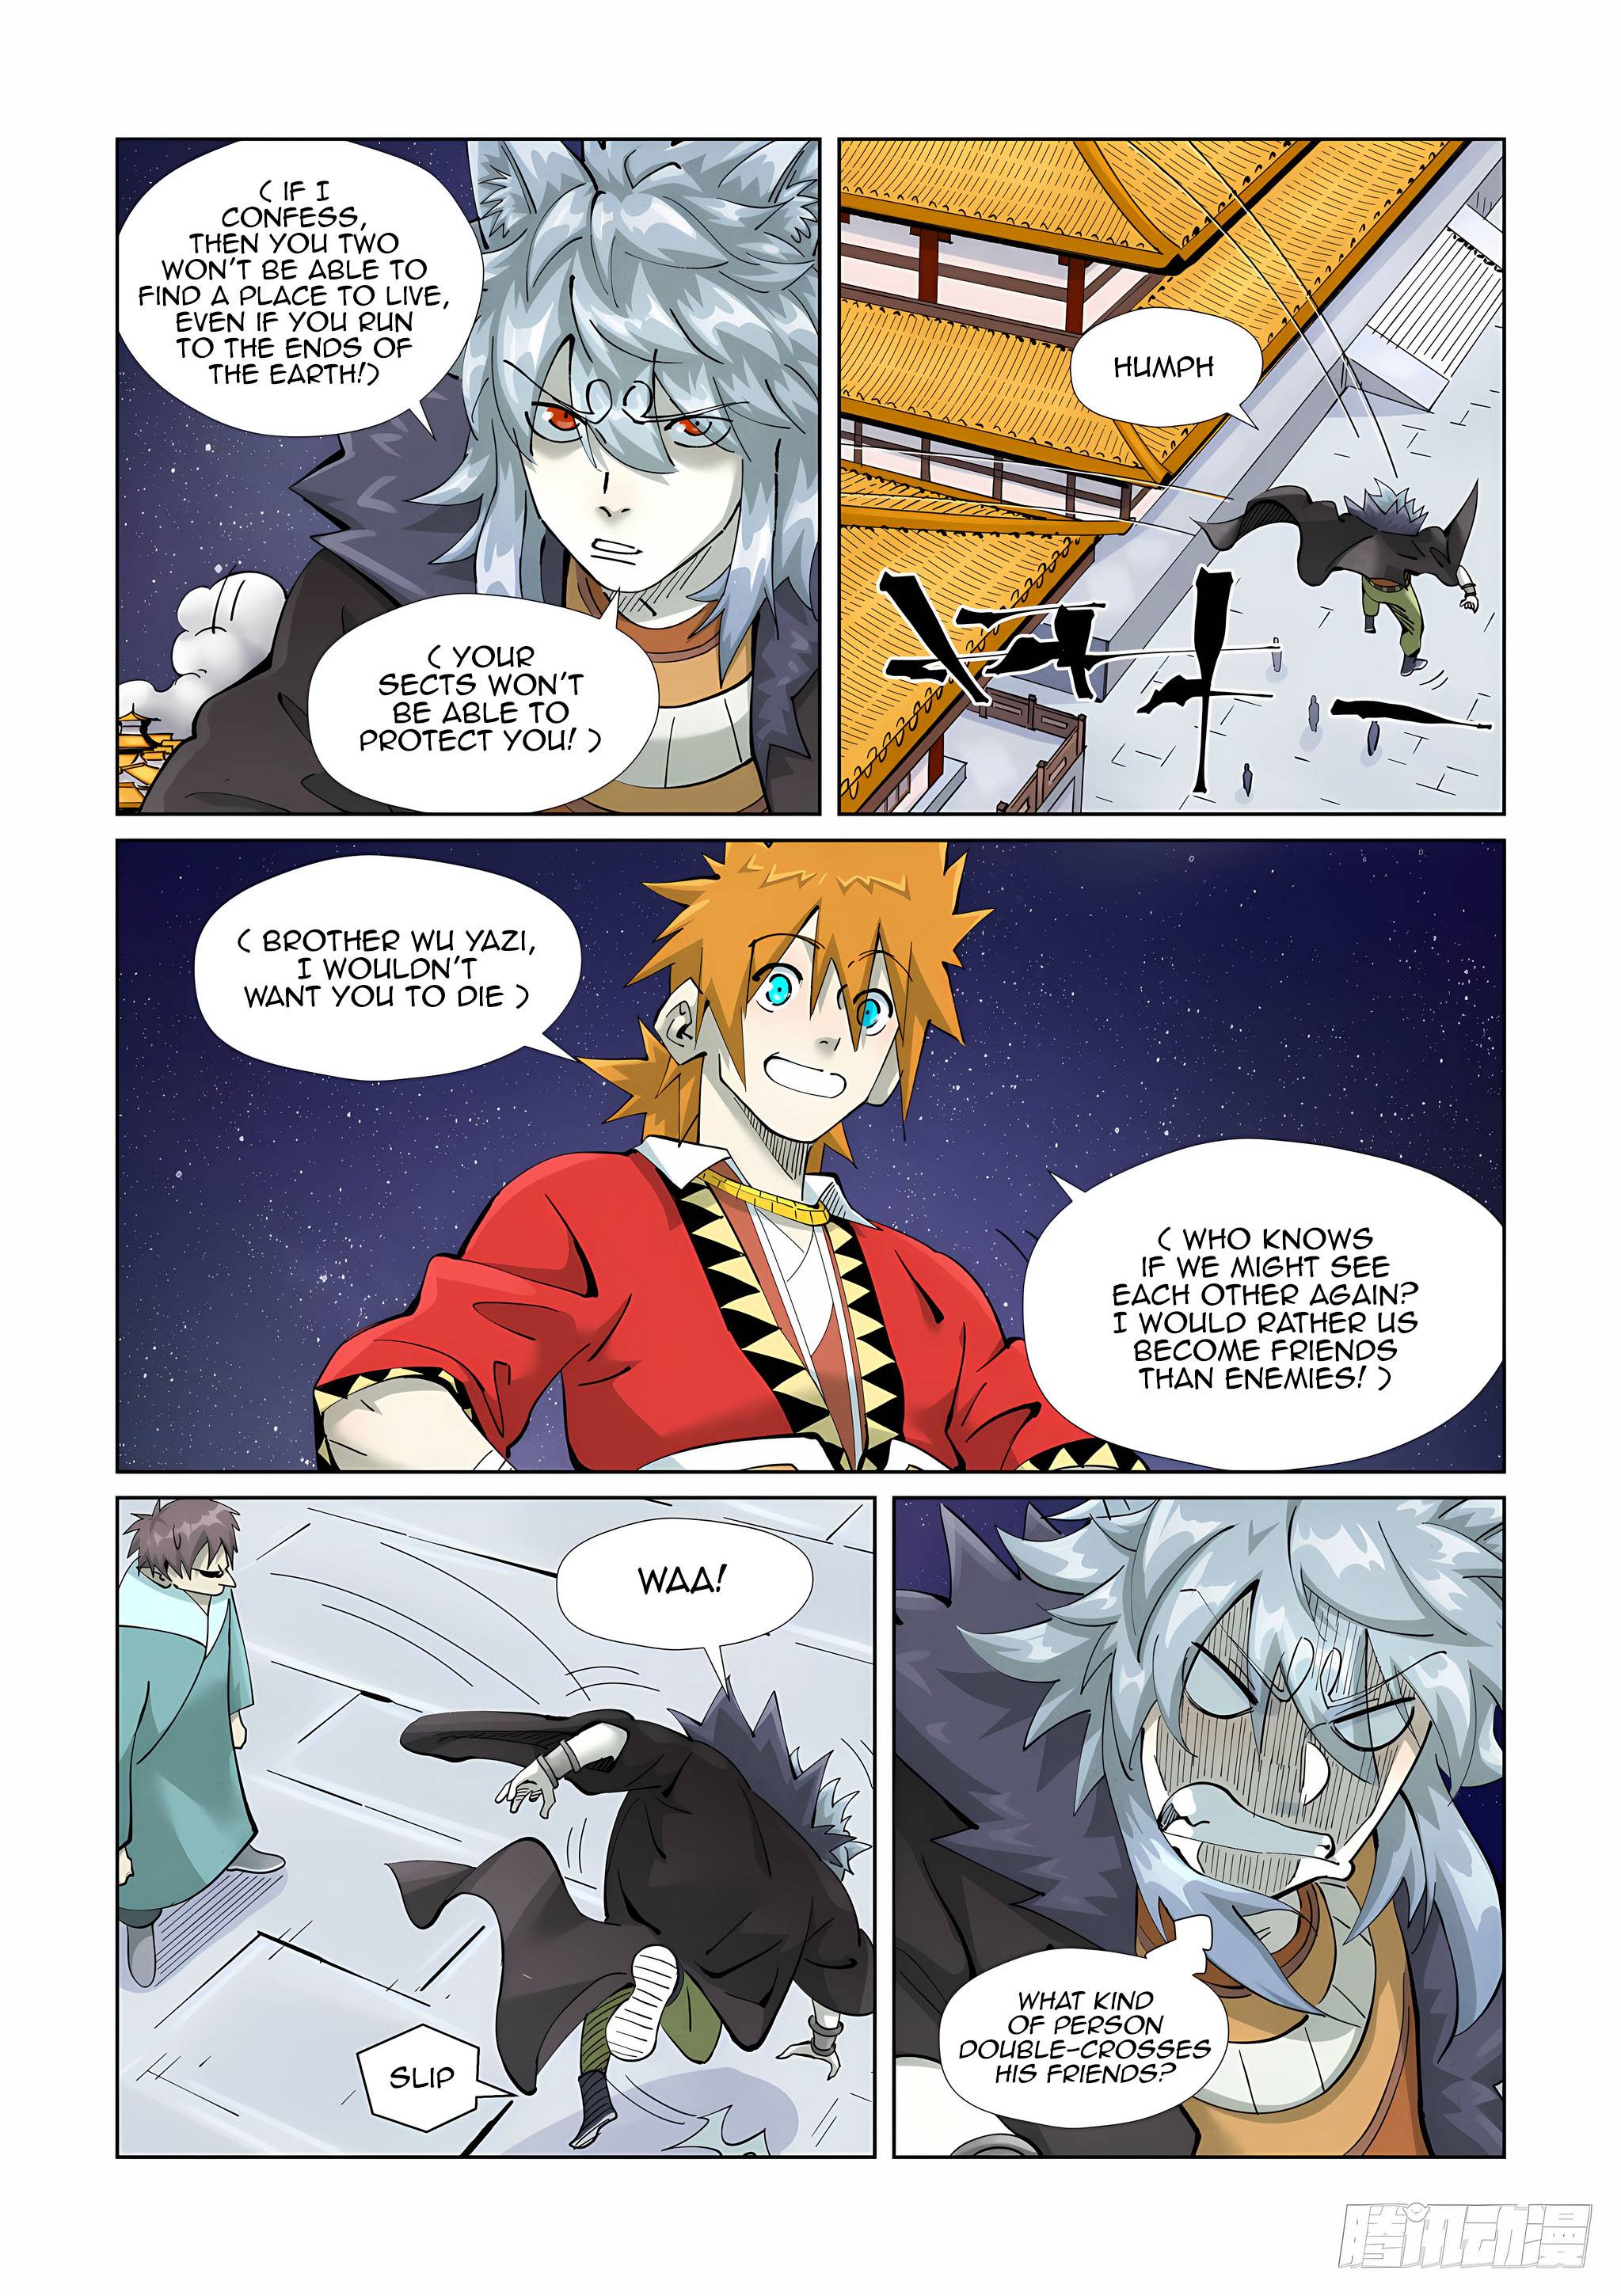 ( IF I
CONFESS,
THEN YOU TWO
WON'T BE ABLE TO
FIND A PLACE TO LIVE,
EVEN IF YOU RUN
TO THE ENDS OF
THE EARTH!)
( YOUR
SECTS WON'T
BE ABLE TO
PROTECT YOU! )
HUMPH
( BROTHER WU YAZI,
I WOULDN'T
WANT YOU TO DIE )
( WHO KNOWS
IF WE MIGHT SEE
EACH OTHER AGAIN?
I WOULD RATHER US
BECOME FRIENDS
THAN ENEMIES! )
WAA!
SLIP
WHAT KIND
OF PERSON
DOUBLE-CROSSES
HIS FRIENDS?
腾讯动漫